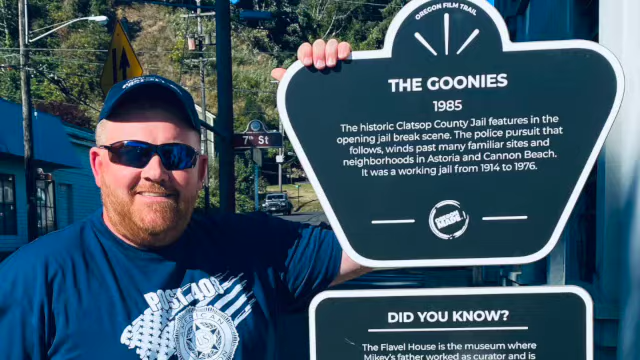 OREGON FILM TRAIL
THE GOONIES
1985
The historic Clatsop County Jail features in the
opening jail break scene. The police pursuit that
follows, winds past many familiar sites and
neighborhoods in Astoria and Cannon Beach.
It was a working jail from 1914 to 1976.
OREGON
MADE
7th St
DID YOU KNOW?
The Flavel House is the museum where
Mikey's father worked as curator and is